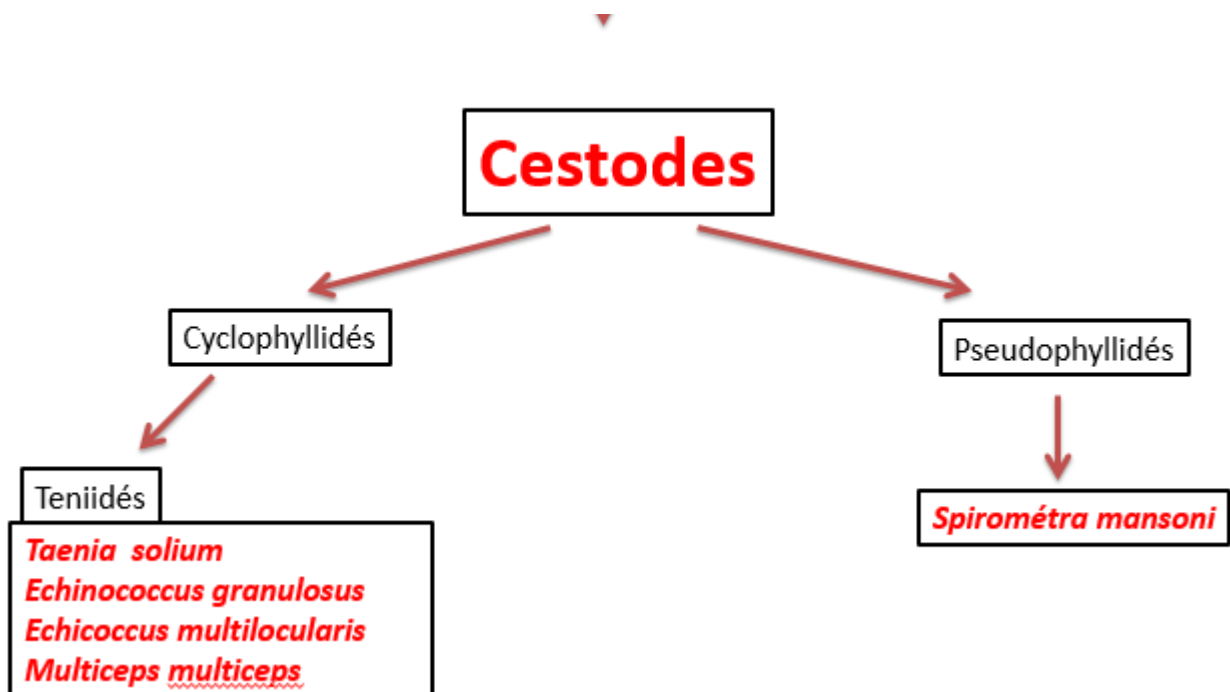 Cestodes
Cyclophyllidés
Pseudophyllidés
Teniidés
Taenia solium
Echinococcus granulosus
Echicoccus multilocularis
Multiceps multiceps
Spirométra mansoni